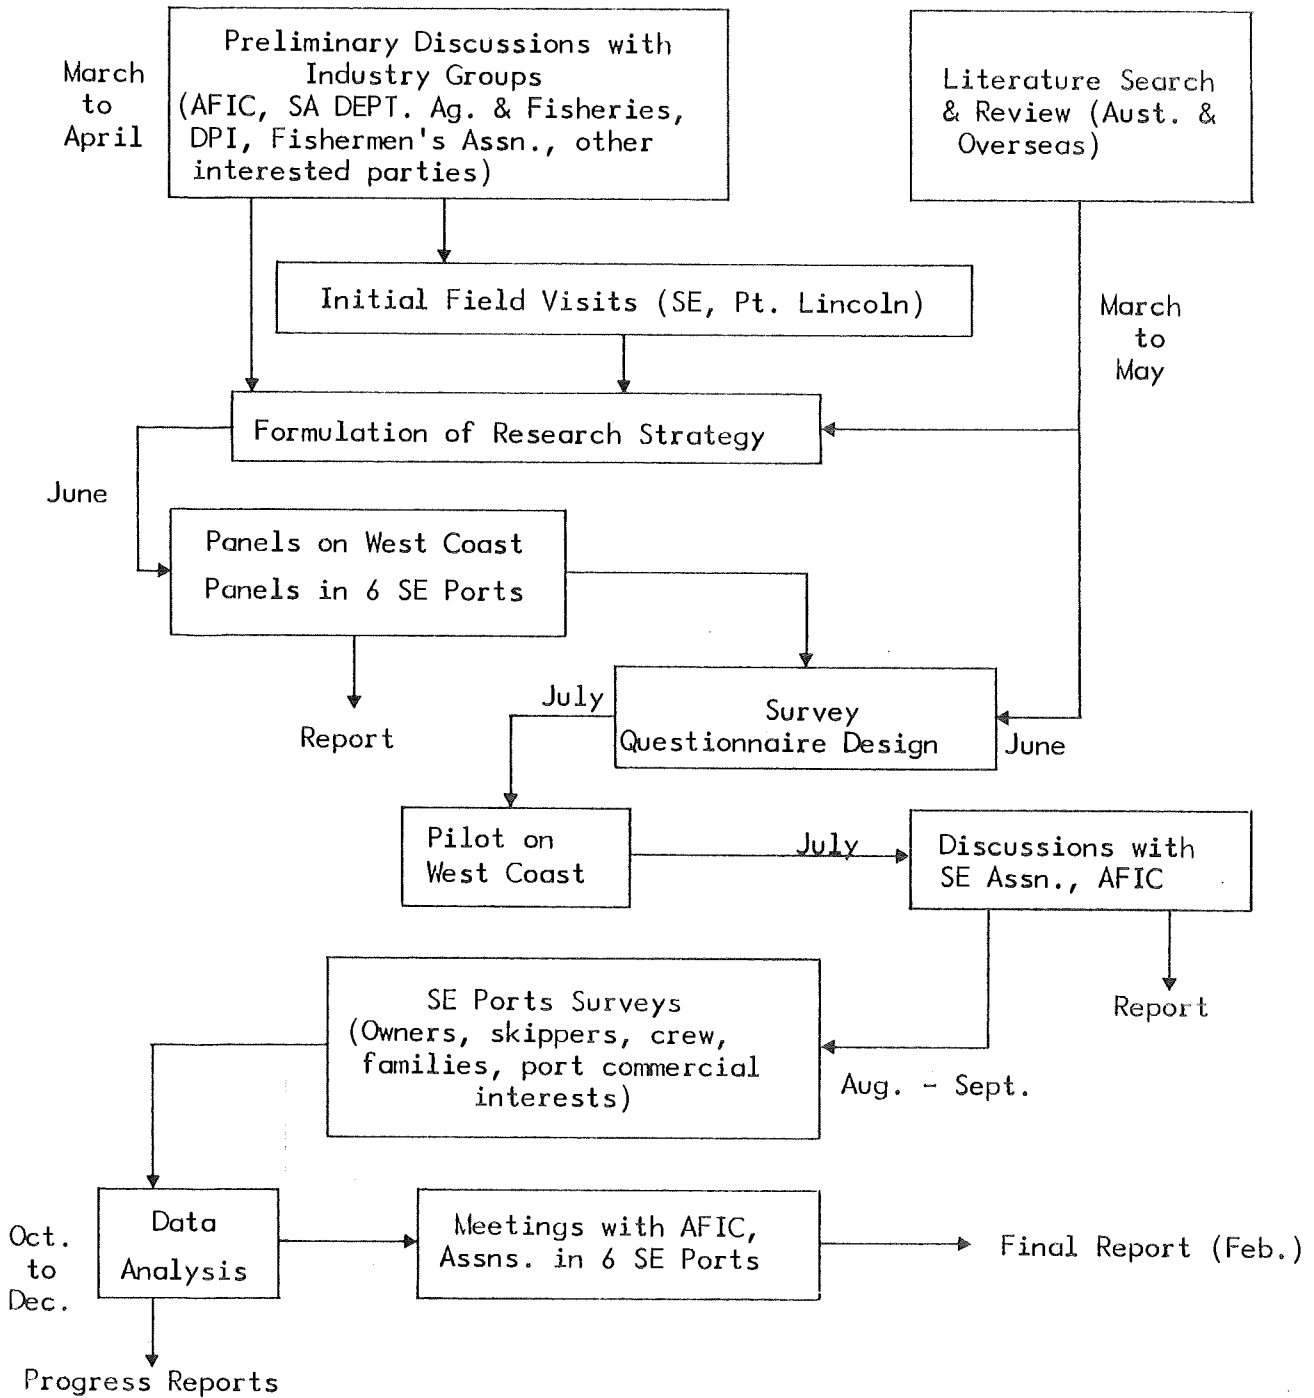 Preliminary Discussions with
Industry Groups
(AFIC, SA DEPT. Ag. & Fisheries,
DPI, Fishermen's Assn., other
interested parties)
March
to
April
Literature Search
& Review (Aust. &
Overseas)
Initial Field Visits (SE, Pt. Lincoln)
March
to
May
Formulation of Research Strategy
June
Panels on West Coast
Panels in 6 SE Ports
Report
July
Survey
Questionnaire Design
June
Pilot on
West Coast
July
Discussions with
SE Assn., AFIC
Report
SE Ports Surveys
(Owners, skippers, crew,
families, port commercial
interests)
Aug. - Sept.
Oct.
to
Dec.
Data
Analysis
Meetings with AFIC,
Assns. in 6 SE Ports
Final Report (Feb.)
Progress Reports